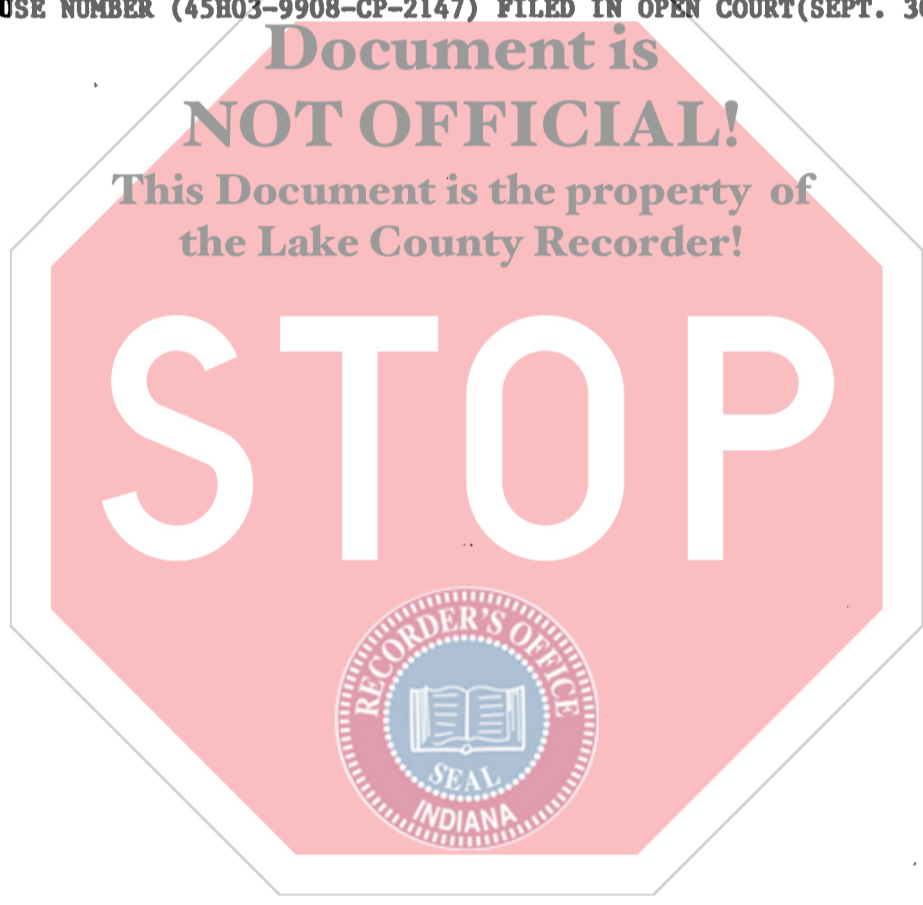 USE NUMBER (45H03-9908-CP-2147) FILED IN OPEN COURT(SEPT. 30
Document is
NOT OFFICIAL!
This Document is the property of
the Lake County Recorder!
STOP
RECORDER'S OFFICE
SEAL
INDIANA